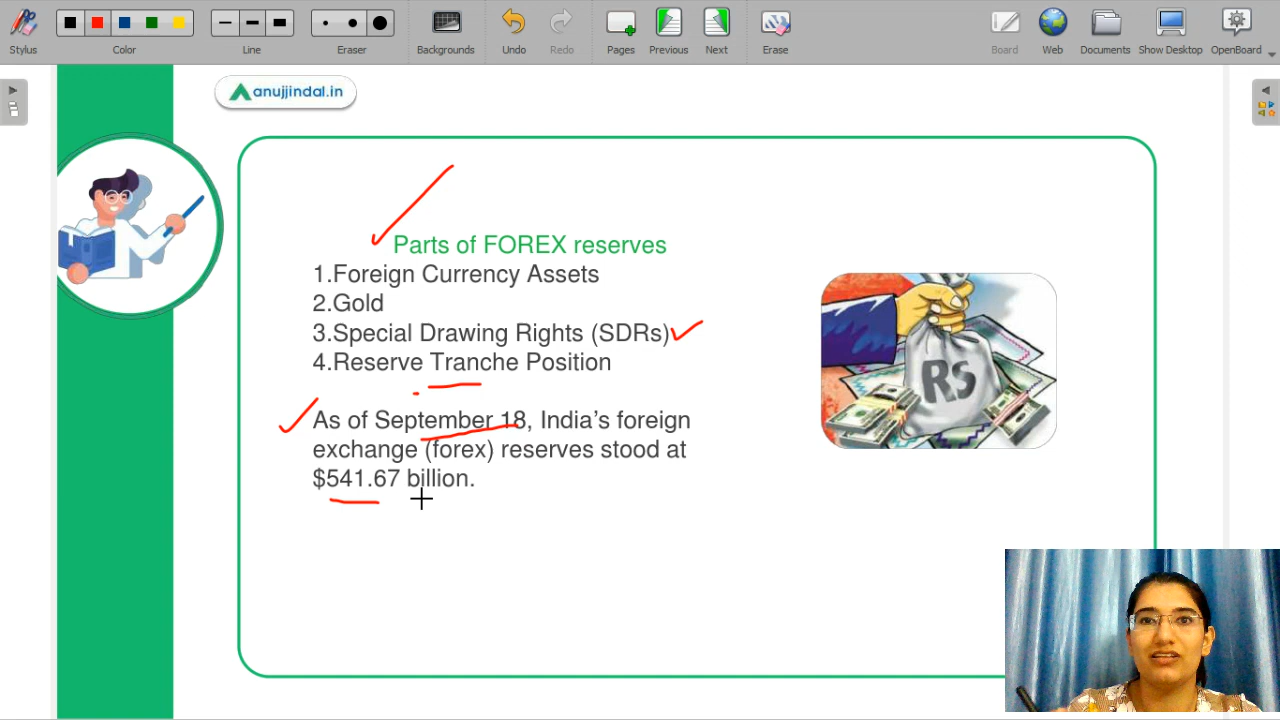 Stylus
Color
Line
Eraser
Backgrounds
Undo
Redo
Pages
Previous
Next
Erase
Board
Web
Documents
Show Desktop
OpenBoard
anujjindal.in
Parts of FOREX reserves
1.Foreign Currency Assets
2.Gold
3.Special Drawing Rights (SDRs)
4.Reserve Tranche Position
As of September 18, India’s foreign
exchange (forex) reserves stood at
$541.67 billion.
RS